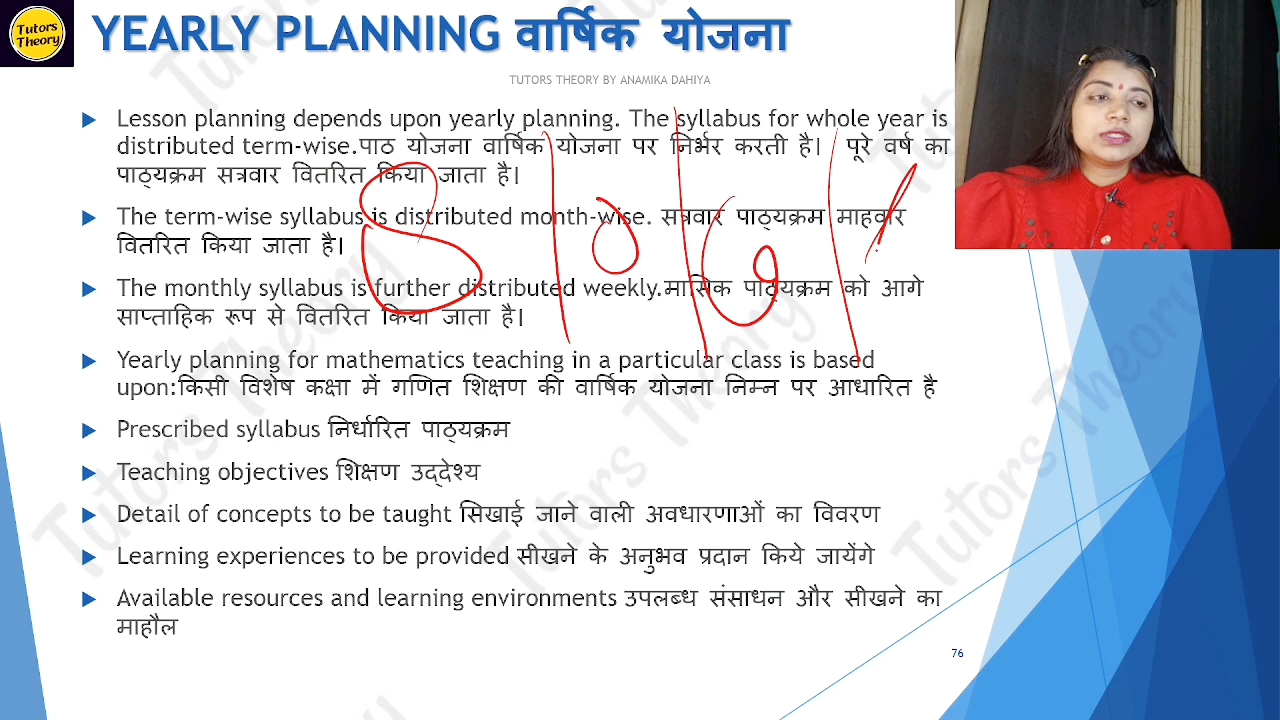 Tutors
Theory
YEARLY PLANNING वार्षिक योजना
TUTORS THEORY BY ANAMIKA DAHIYA
Lesson planning depends upon yearly planning. The syllabus for whole year is
distributed term-wise.पाठ योजना वार्षिक योजना पर निर्भर करती है। पूरे वर्ष का
पाठ्यक्रम सत्रवार वितरित किया जाता है।
The term-wise syllabus is distributed month-wise. सत्रवार पाठ्यक्रम माहवार
वितरित किया जाता है।
The monthly syllabus is further distributed weekly.मासिक पाठ्यक्रम को आगे
साप्ताहिक रूप से वितरित किया जाता है।
Yearly planning for mathematics teaching in a particular class is based
upon:किसी विशेष कक्षा में गणित शिक्षण की वार्षिक योजना निम्न पर आधारित है
Prescribed syllabus निर्धारित पाठ्यक्रम
Teaching objectives शिक्षण उद्देश्य
Detail of concepts to be taught सिखाई जाने वाली अवधारणाओं का विवरण
Learning experiences to be provided सीखने के अनुभव प्रदान किये जायेंगे
Available resources and learning environments उपलब्ध संसाधन और सीखने का
माहौल
76
Tutors Theory
Tutors Theory
Tutors Theory